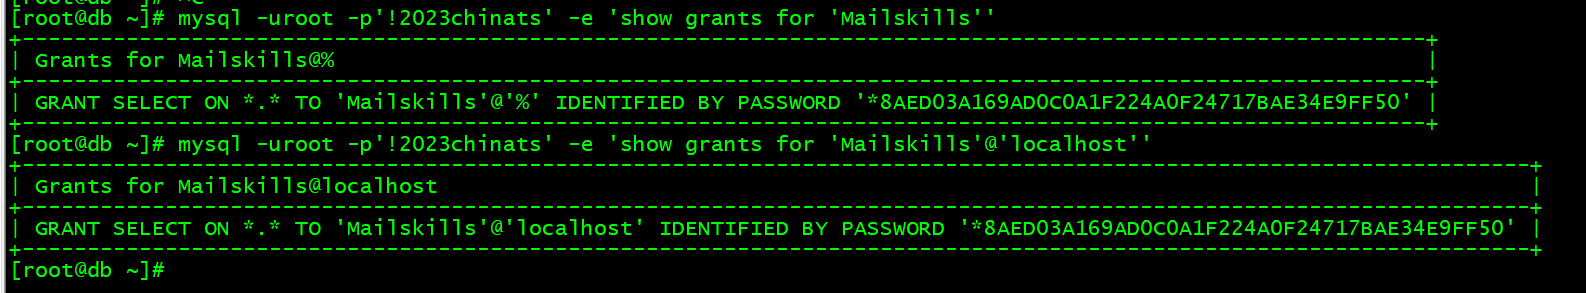 [root@db ~]# mysql -uroot -p'!2023chinats' -e 'show grants for 'Mailskills''
+------------------------------------------------------------------------------------------------------------+
| Grants for Mailskills@% |
+------------------------------------------------------------------------------------------------------------+
| GRANT SELECT ON *.* TO 'Mailskills'@'%' IDENTIFIED BY PASSWORD '*8AED03A169AD0C0A1F224A0F24717BAE34E9FF50' |
+------------------------------------------------------------------------------------------------------------+
[root@db ~]# mysql -uroot -p'!2023chinats' -e 'show grants for 'Mailskills'@'localhost''
+--------------------------------------------------------------------------------------------------------------------+
| Grants for Mailskills@localhost |
+--------------------------------------------------------------------------------------------------------------------+
| GRANT SELECT ON *.* TO 'Mailskills'@'localhost' IDENTIFIED BY PASSWORD '*8AED03A169AD0C0A1F224A0F24717BAE34E9FF50' |
+--------------------------------------------------------------------------------------------------------------------+
[root@db ~]#